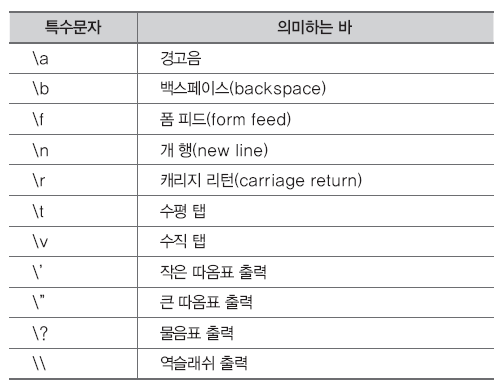 특수문자 의미하는 바
\a 경고음
\b 백스페이스(backspace)
\f 폼 피드(form feed)
\n 개 행(new line)
\r 캐리지 리턴(carriage return)
\t 수평 탭
\v 수직 탭
\’ 작은 따옴표 출력
\” 큰 따옴표 출력
\? 물음표 출력
\\ 역슬래쉬 출력